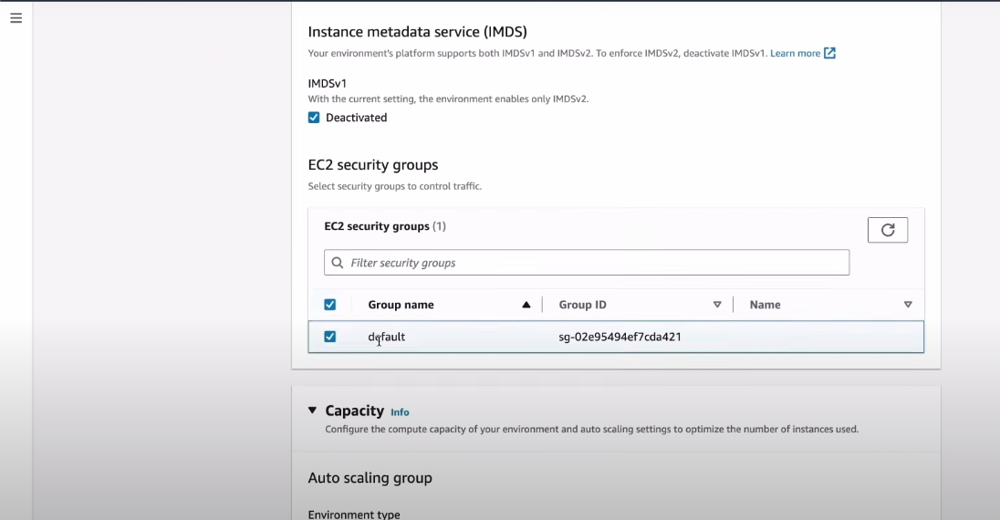 Instance metadata service (IMDS)
Your environment's platform supports both IMDSv1 and IMDSv2. To enforce IMDSv2, deactivate IMDSv1. Learn more
IMDSv1
With the current setting, the environment enables only IMDSv2.
Deactivated
EC2 security groups
Select security groups to control traffic.
EC2 security groups (1)
Filter security groups
Group name Group ID Name
default sg-02e95494ef7cda421
Capacity Info
Configure the compute capacity of your environment and auto scaling settings to optimize the number of instances used.
Auto scaling group
Environment type